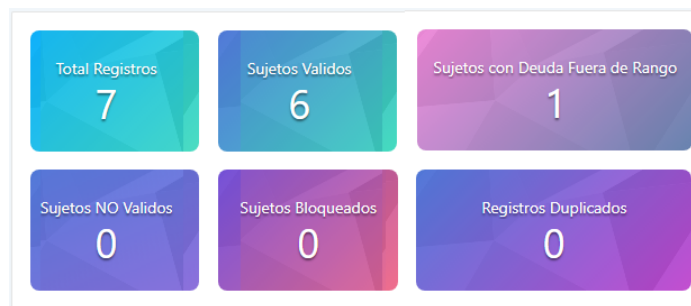 Total Registros
7
Sujetos Validos
6
Sujetos con Deuda Fuera de Rango
1
Sujetos NO Validos
0
Sujetos Bloqueados
0
Registros Duplicados
0